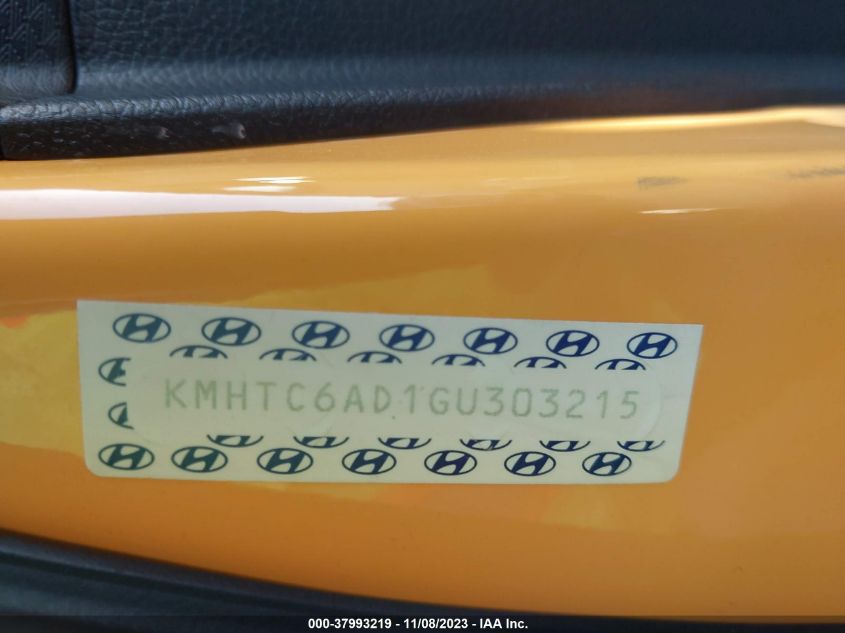 KMHTC6AD1GU303215
000-37993219 - 11/08/2023 - IAA Inc.